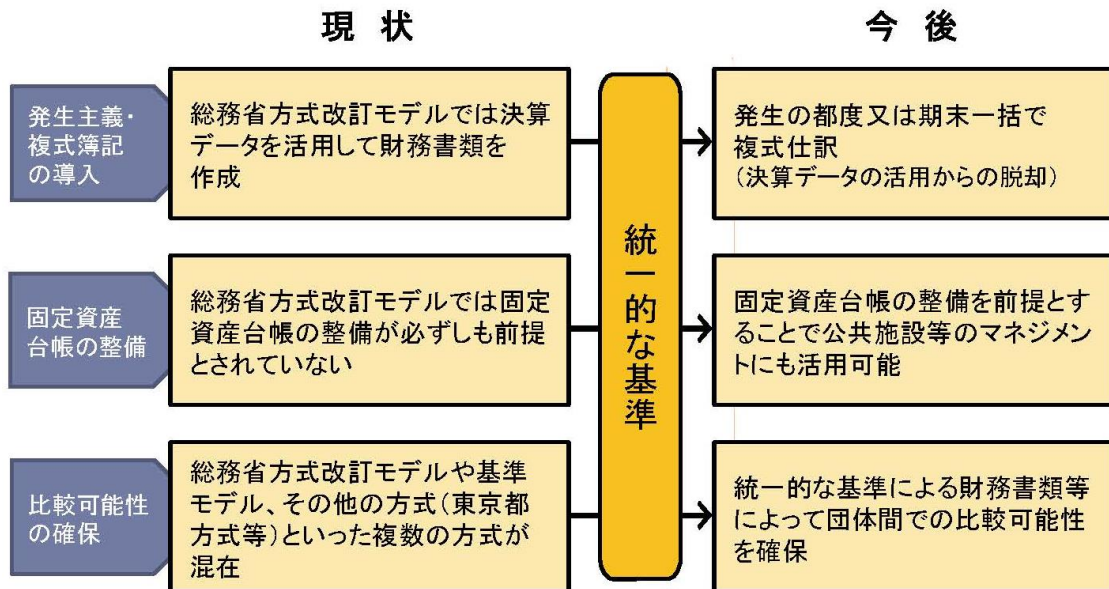 現状
今後
発生主義・
複式簿記
の導入
総務省方式改訂モデルでは決算
データを活用して財務書類を
作成
発生の都度又は期末一括で
複式仕訳
(決算データの活用からの脱却)
統一的な基準
固定資産
台帳の整備
総務省方式改訂モデルでは固定
資産台帳の整備が必ずしも前提
とされていない
固定資産台帳の整備を前提とす
ることで公共施設等のマネジメン
トにも活用可能
比較可能性
の確保
総務省方式改訂モデルや基準
モデル、その他の方式(東京都
方式等)といった複数の方式が
混在
統一的な基準による財務書類等
によって団体間での比較可能性
を確保